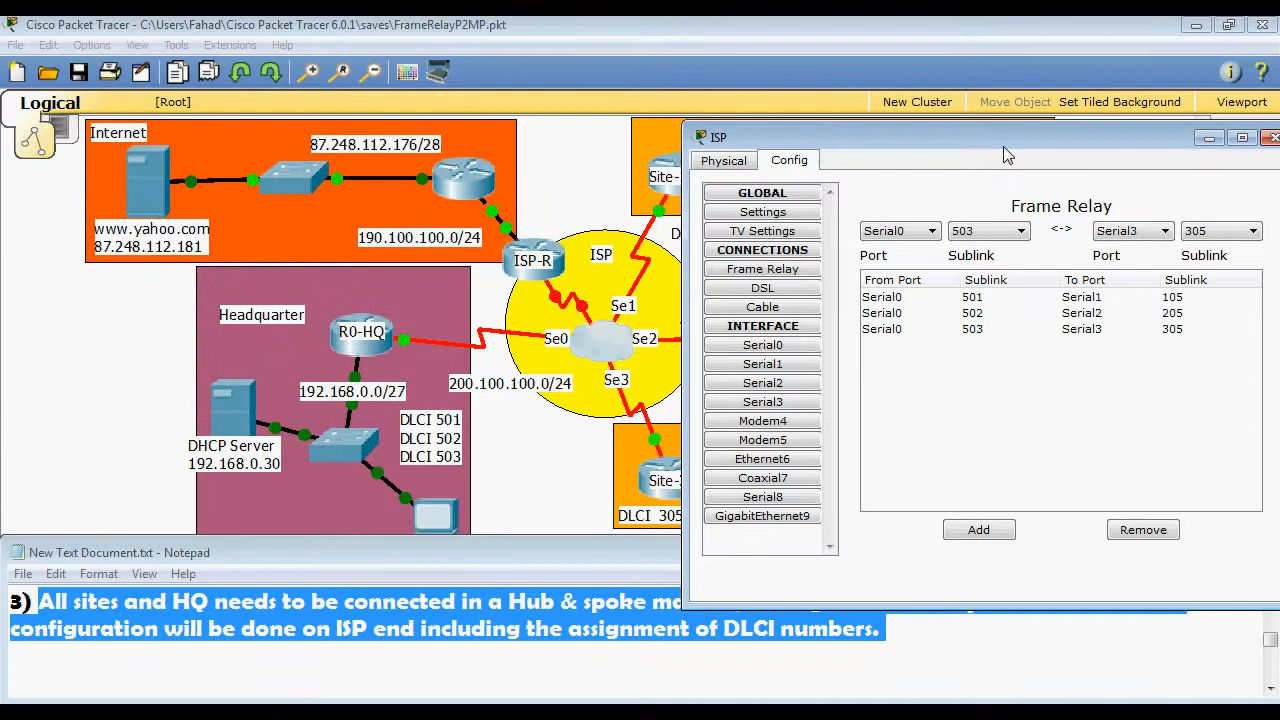 Cisco Packet Tracer - C:\Users\Fahad\Cisco Packet Tracer 6.0.1\saves\FrameRelayP2MP.pkt
File Edit Options View Tools Extensions Help
Logical [Root] New Cluster Move Object Set Tiled Background Viewport
Internet
87.248.112.176/28
www.yahoo.com
87.248.112.181
190.100.100.0/24
ISP-R
ISP
Site-
D
Headquarter
R0-HQ
Se1
Se0
Se2
Se3
192.168.0.0/27
200.100.100.0/24
DLCI 501
DLCI 502
DLCI 503
DHCP Server
192.168.0.30
Site-
DLCI 305
ISP
Physical Config
GLOBAL
Settings
TV Settings
CONNECTIONS
Frame Relay
DSL
Cable
INTERFACE
Serial0
Serial1
Serial2
Serial3
Modem4
Modem5
Ethernet6
Coaxial7
Serial8
GigabitEthernet9
Frame Relay
Serial0 503 <-> Serial3 305
Port Sublink Port Sublink
From Port Sublink To Port Sublink
Serial0 501 Serial1 105
Serial0 502 Serial2 205
Serial0 503 Serial3 305
Add Remove
New Text Document.txt - Notepad
File Edit Format View Help
3) All sites and HQ needs to be connected in a Hub & spoke
configuration will be done on ISP end including the assignment of DLCI numbers.